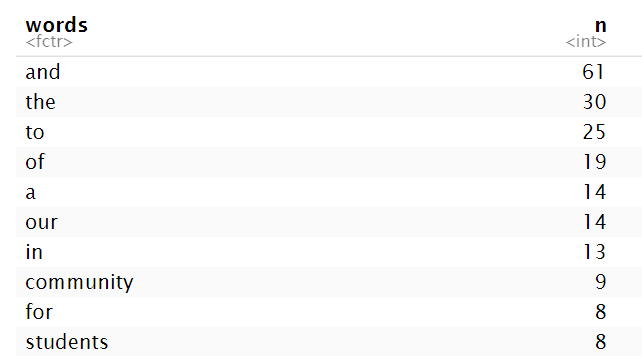 words n
<fctr> <int>
and 61
the 30
to 25
of 19
a 14
our 14
in 13
community 9
for 8
students 8